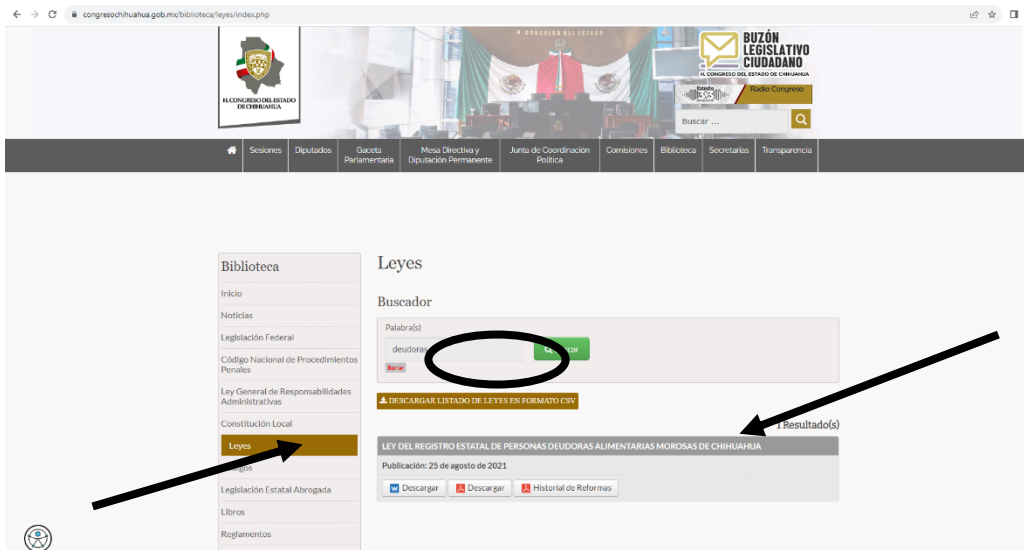 congresochihuahua.gob.mx/biblioteca/leyes/index.php
H. CONGRESO DEL ESTADO
BUZÓN
LEGISLATIVO
CIUDADANO
H. CONGRESO DEL ESTADO DE CHIHUAHUA
H. CONGRESO DEL ESTADO
DE CHIHUAHUA
Radio Congreso
Buscar ...
Sesiones
Diputados
Gaceta
Parlamentaria
Mesa Directiva y
Diputación Permanente
Junta de Coordinación
Política
Comisiones
Biblioteca
Secretarías
Transparencia
Biblioteca
Inicio
Noticias
Legislación Federal
Código Nacional de Procedimientos
Penales
Ley General de Responsabilidades
Administrativas
Constitución Local
Leyes
Legislación Estatal Abrogada
Libros
Reglamentos
Leyes
Buscador
Palabra(s)
deudoras
Borrar
DESCARGAR LISTADO DE LEYES EN FORMATO CSV
1 Resultado(s)
LEY DEL REGISTRO ESTATAL DE PERSONAS DEUDORAS ALIMENTARIAS MOROSAS DE CHIHUAHUA
Publicación: 25 de agosto de 2021
Descargar
Descargar
Historial de Reformas